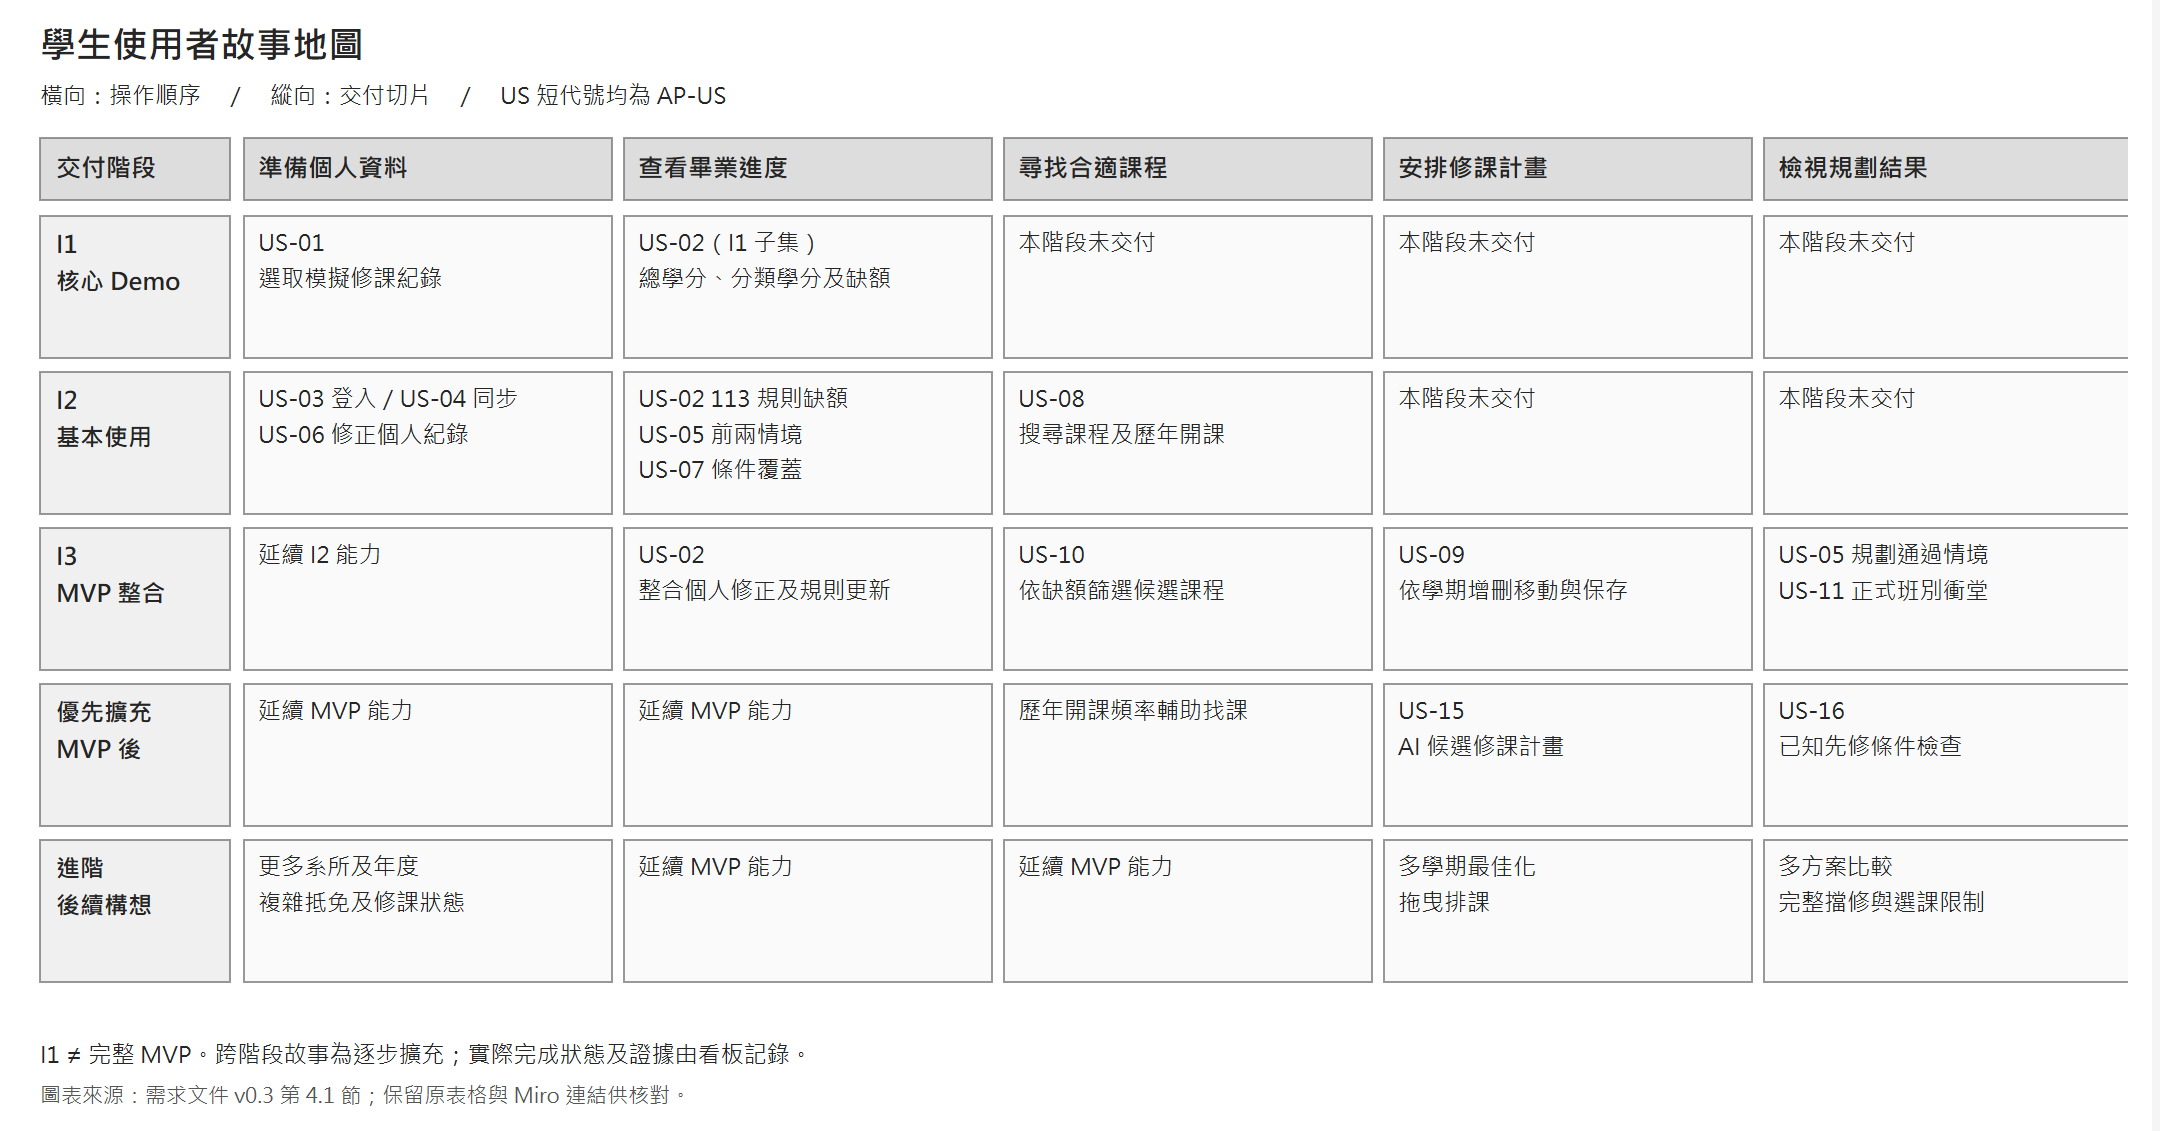 學生使用者故事地圖
橫向：操作順序 / 縱向：交付切片 / US 短代號均為 AP-US
交付階段
準備個人資料
查看畢業進度
尋找合適課程
安排修課計畫
檢視規劃結果
I1
核心 Demo
US-01
選取模擬修課紀錄
US-02（I1 子集）
總學分、分類學分及缺額
本階段未交付
本階段未交付
本階段未交付
I2
基本使用
US-03 登入 / US-04 同步
US-06 修正個人紀錄
US-02 113 規則缺額
US-05 前兩情境
US-07 條件覆蓋
US-08
搜尋課程及歷年開課
本階段未交付
本階段未交付
I3
MVP 整合
延續 I2 能力
US-02
整合個人修正及規則更新
US-10
依缺額篩選候選課程
US-09
依學期增刪移動與保存
US-05 規劃通過情境
US-11 正式班別衝堂
優先擴充
MVP 後
延續 MVP 能力
延續 MVP 能力
歷年開課頻率輔助找課
US-15
AI 候選修課計畫
US-16
已知先修條件檢查
進階
後續構想
更多系所及年度
複雜抵免及修課狀態
延續 MVP 能力
延續 MVP 能力
多學期最佳化
拖曳排課
多方案比較
完整擋修與選課限制
I1 ≠ 完整 MVP。跨階段故事為逐步擴充；實際完成狀態及證據由看板記錄。
圖表來源：需求文件 v0.3 第 4.1 節；保留原表格與 Miro 連結供核對。